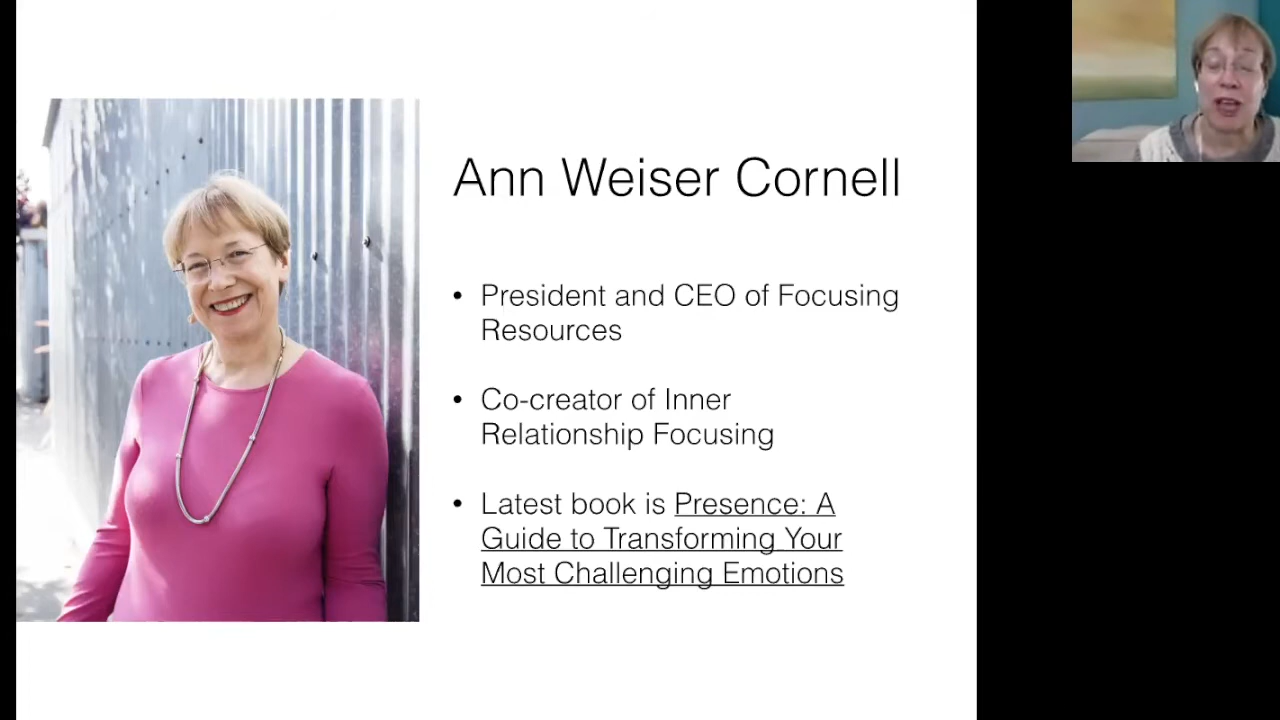 Ann Weiser Cornell
• President and CEO of Focusing
Resources
• Co-creator of Inner
Relationship Focusing
• Latest book is Presence: A
Guide to Transforming Your
Most Challenging Emotions